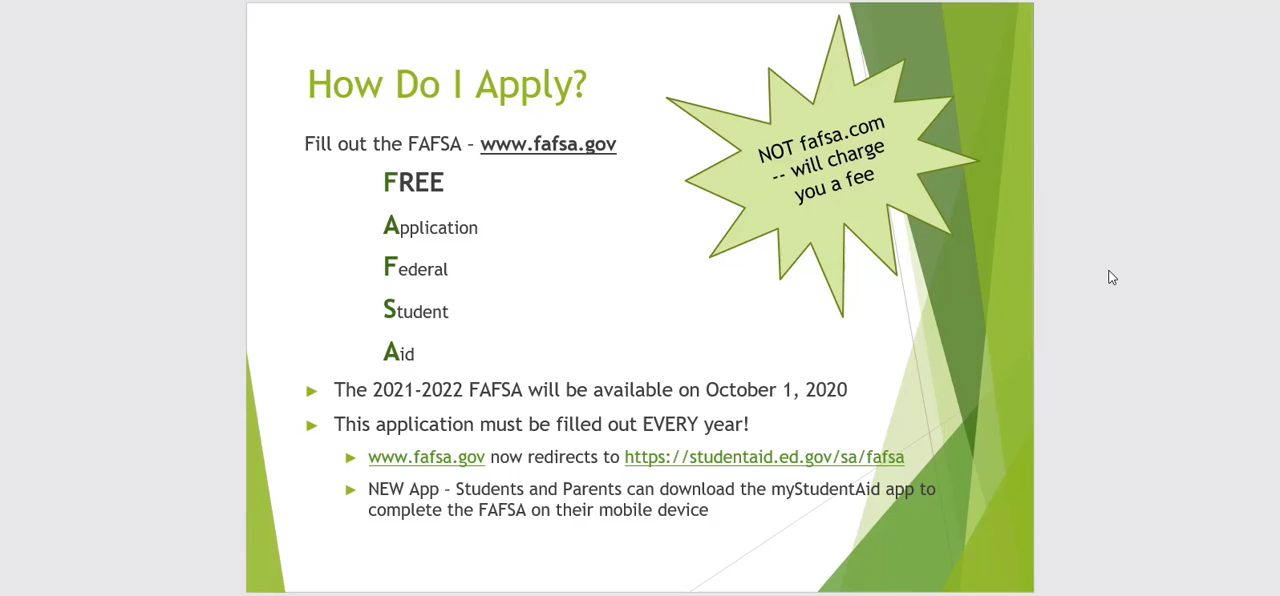 How Do I Apply?
NOT fafsa.com
-- will charge
you a fee
Fill out the FAFSA – www.fafsa.gov
FREE
Application
Federal
Student
Aid
The 2021-2022 FAFSA will be available on October 1, 2020
This application must be filled out EVERY year!
www.fafsa.gov now redirects to https://studentaid.ed.gov/sa/fafsa
NEW App – Students and Parents can download the myStudentAid app to
complete the FAFSA on their mobile device